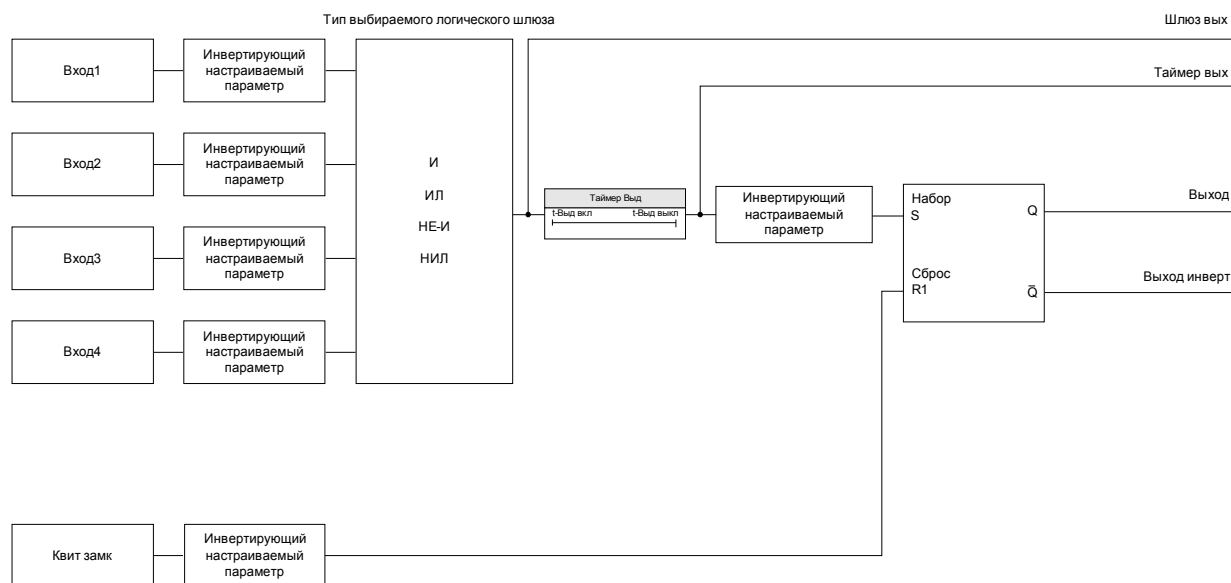 Тип выбираемого логического шлюза
Шлюз вых
Вход1
Инвертирующий
настраиваемый
параметр
Таймер вых
Вход2
Инвертирующий
настраиваемый
параметр
И
ИЛ
НЕ-И
НИЛ
Таймер Выд
t-Выд вкл
t-Выд выкл
Инвертирующий
настраиваемый
параметр
Набор
S
Q
Выход
Вход3
Инвертирующий
настраиваемый
параметр
Сброс
R1
Q̅
Выход инверт
Вход4
Инвертирующий
настраиваемый
параметр
Квит замк
Инвертирующий
настраиваемый
параметр